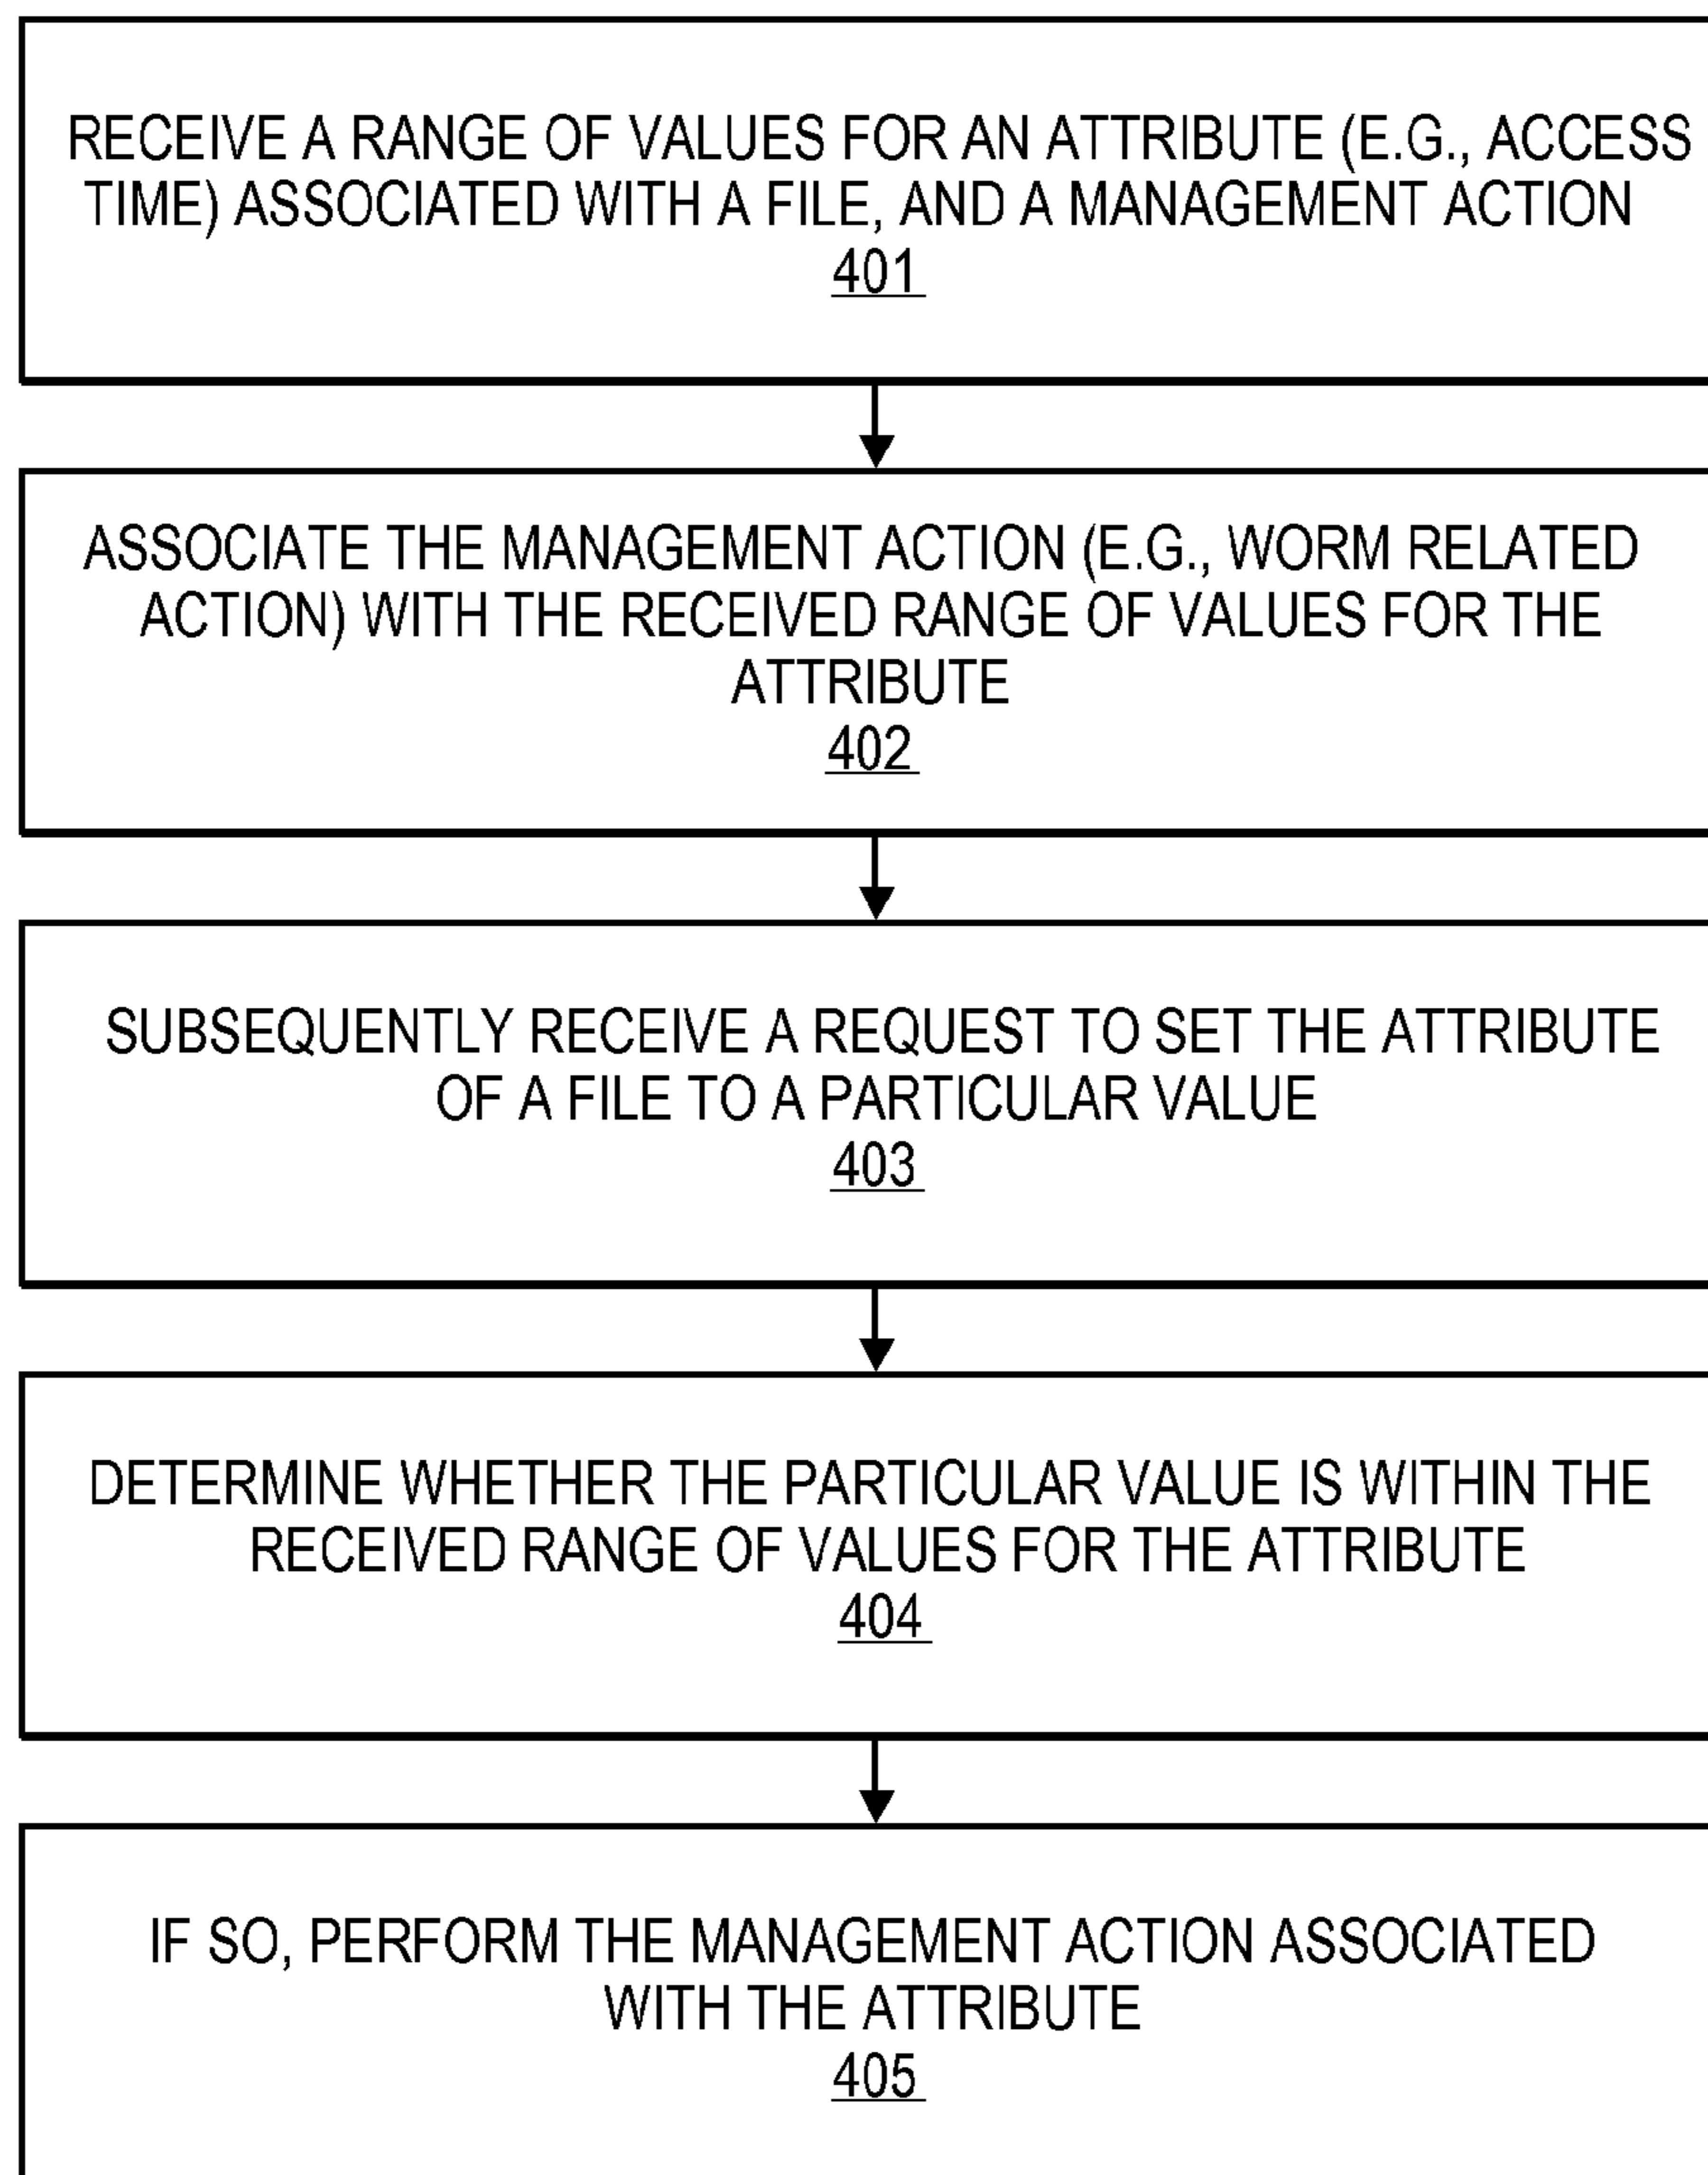 RECEIVE A RANGE OF VALUES FOR AN ATTRIBUTE (E.G., ACCESS
TIME) ASSOCIATED WITH A FILE, AND A MANAGEMENT ACTION
401
ASSOCIATE THE MANAGEMENT ACTION (E.G., WORM RELATED
ACTION) WITH THE RECEIVED RANGE OF VALUES FOR THE
ATTRIBUTE
402
SUBSEQUENTLY RECEIVE A REQUEST TO SET THE ATTRIBUTE
OF A FILE TO A PARTICULAR VALUE
403
DETERMINE WHETHER THE PARTICULAR VALUE IS WITHIN THE
RECEIVED RANGE OF VALUES FOR THE ATTRIBUTE
404
IF SO, PERFORM THE MANAGEMENT ACTION ASSOCIATED
WITH THE ATTRIBUTE
405